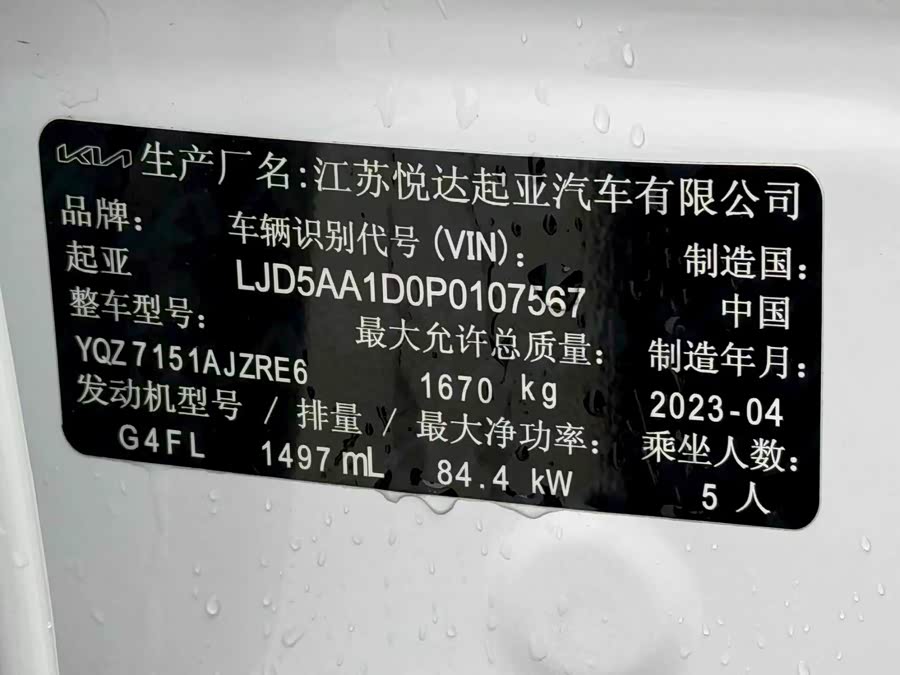 KIA 生产厂名:江苏悦达起亚汽车有限公司
品牌: 车辆识别代号(VIN): 制造国:
起亚 LJD5AA1D0P0107567 中国
整车型号: 最大允许总质量: 制造年月:
YQZ7151AJZRE6 1670 kg 2023-04
发动机型号 / 排量 / 最大净功率: 乘坐人数:
G4FL 1497mL 84.4 kW 5 人